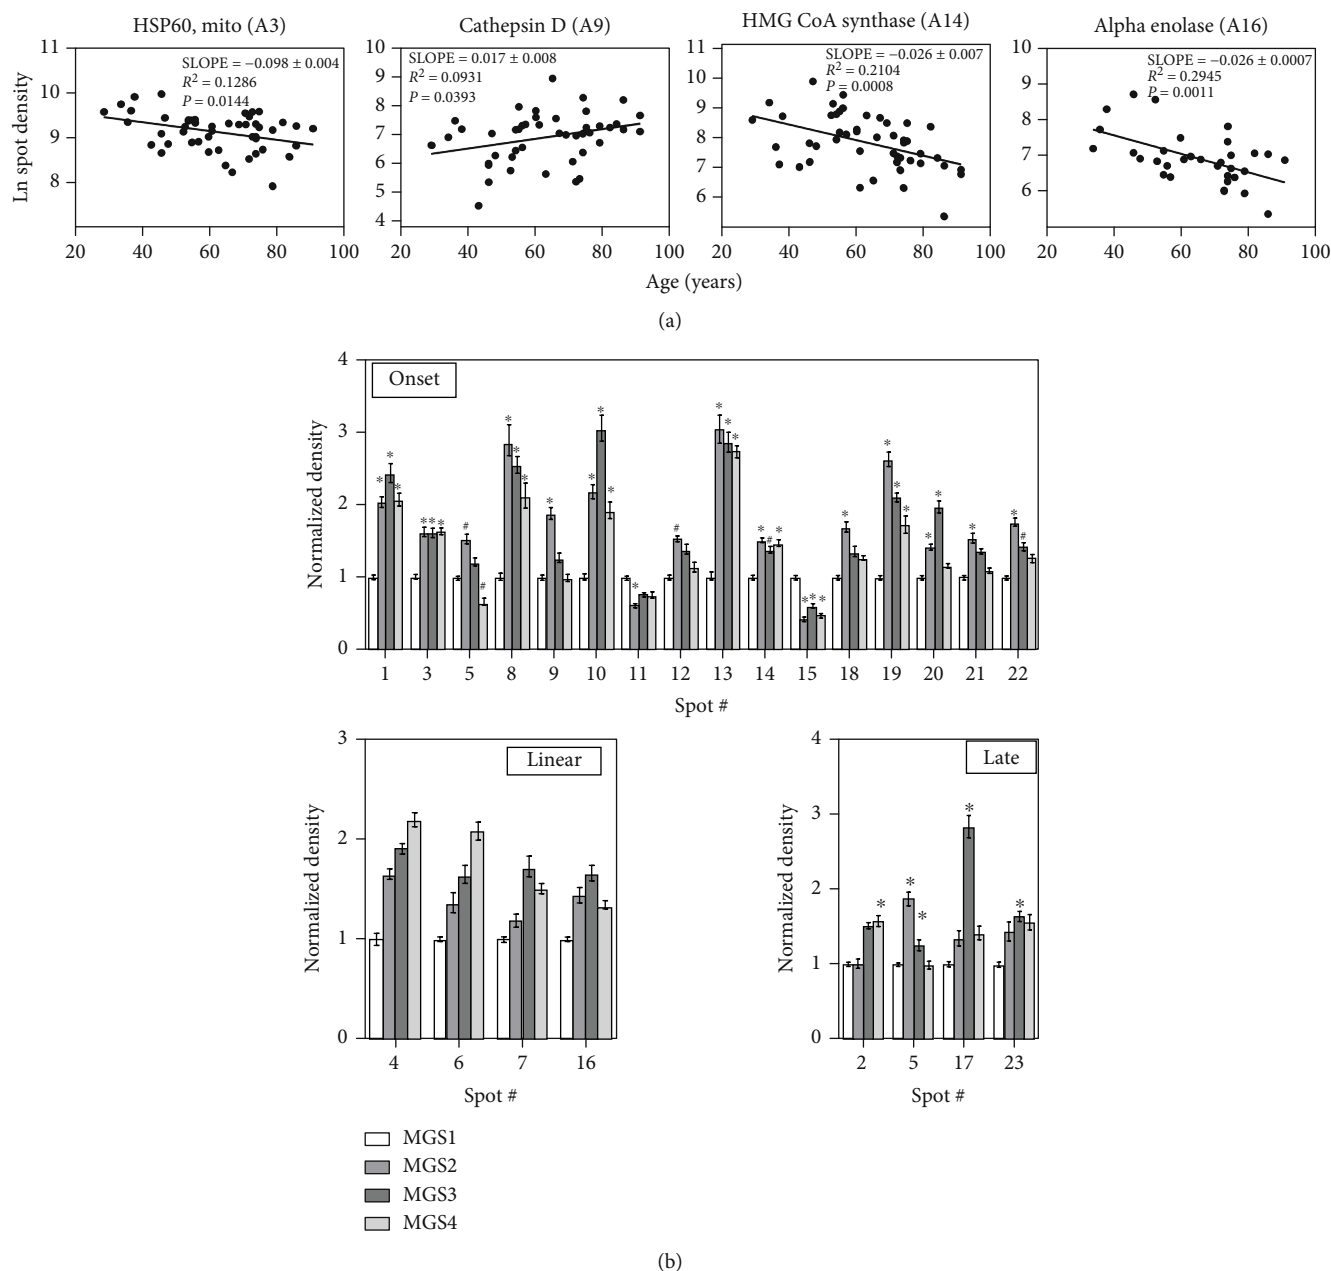 HSP60, mito (A3)
Cathepsin D (A9)
HMG CoA synthase (A14)
Alpha enolase (A16)
Ln spot density
11
10
9
8
SLOPE = −0.098 ± 0.004
R² = 0.1286
P = 0.0144
20 40 60 80 100
10
9
8
7
6
5
4
SLOPE = 0.017 ± 0.008
R² = 0.0931
P = 0.0393
20 40 60 80 100
11
10
9
8
7
6
SLOPE = −0.026 ± 0.007
R² = 0.2104
P = 0.0008
20 40 60 80 100
10
9
8
7
6
SLOPE = −0.026 ± 0.0007
R² = 0.2945
P = 0.0011
20 40 60 80 100
Age (years)
(a)
Onset
Normalized density
4
3
2
1
0
* * *
* * *
# #
* * *
*
* * *
*
#
* * *
* # *
* * *
*
* * *
* *
*
* #
1 3 5 8 9 10 11 12 13 14 15 18 19 20 21 22
Spot #
Linear
Normalized density
3
2
1
0
4 6 7 16
Spot #
Late
Normalized density
4
3
2
1
0
*
* *
*
*
2 5 17 23
Spot #
MGS1
MGS2
MGS3
MGS4
(b)